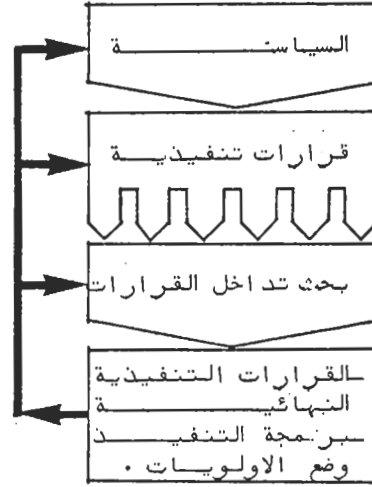 السياسة
قرارات تنفيذية
بحث تداخل القرارات
القرارات التنفيذية
النهائية
برمجة التنفيذ
وضع الاولويات .